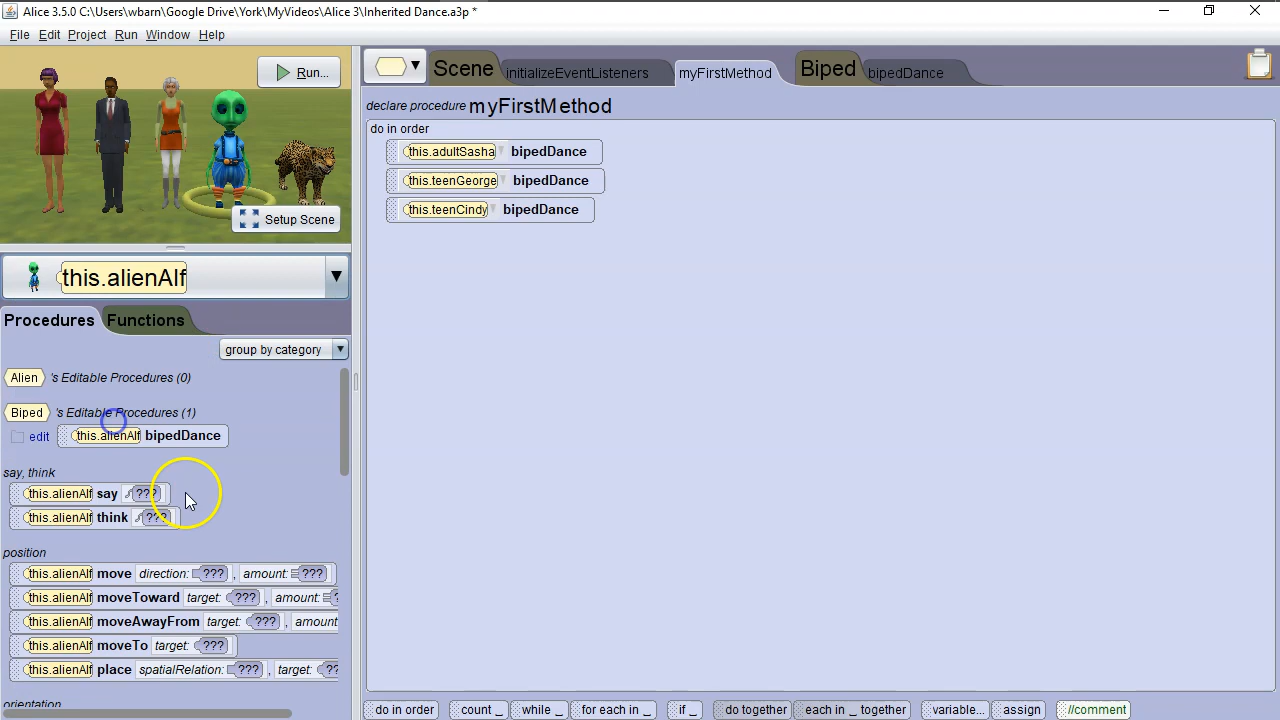 Alice 3.5.0 C:\Users\wbarn\Google Drive\York\MyVideos\Alice 3\Inherited Dance.a3p *
File Edit Project Run Window Help
Run...
Setup Scene
Scene initializeEventListeners myFirstMethod Biped bipedDance
declare procedure myFirstMethod
do in order
this.adultSasha bipedDance
this.teenGeorge bipedDance
this.teenCindy bipedDance
this.alienAlf
Procedures Functions
group by category
Alien 's Editable Procedures (0)
Biped 's Editable Procedures (1)
edit this.alienAlf bipedDance
say, think
this.alienAlf say ???
this.alienAlf think ???
position
this.alienAlf move direction: ??? , amount: ???
this.alienAlf moveToward target: ??? , amount: ?
this.alienAlf moveAwayFrom target: ??? , amount
this.alienAlf moveTo target: ???
this.alienAlf place spatialRelation: ??? , target: ??
orientation
do in order count _ while _ for each in _ if _ do together each in _ together variable... assign //comment